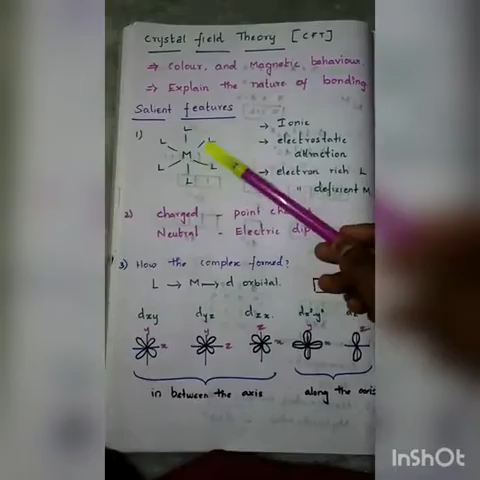 Crystal field Theory [CFT]
⇒ Colour, and Magnetic behaviour.
⇒ Explain the nature of bonding
Salient features
1)
L
L L
M
L L
L
→ Ionic
→ electrostatic
attraction
→ electron rich L
" deficient M
2) charged - point
Neutral - Electric
3) How the complex formed?
L → M → d orbital.
dxy dyz dzx. dx²-y²
y y z y z
x z x x
in between the axis along the axis
InShOt